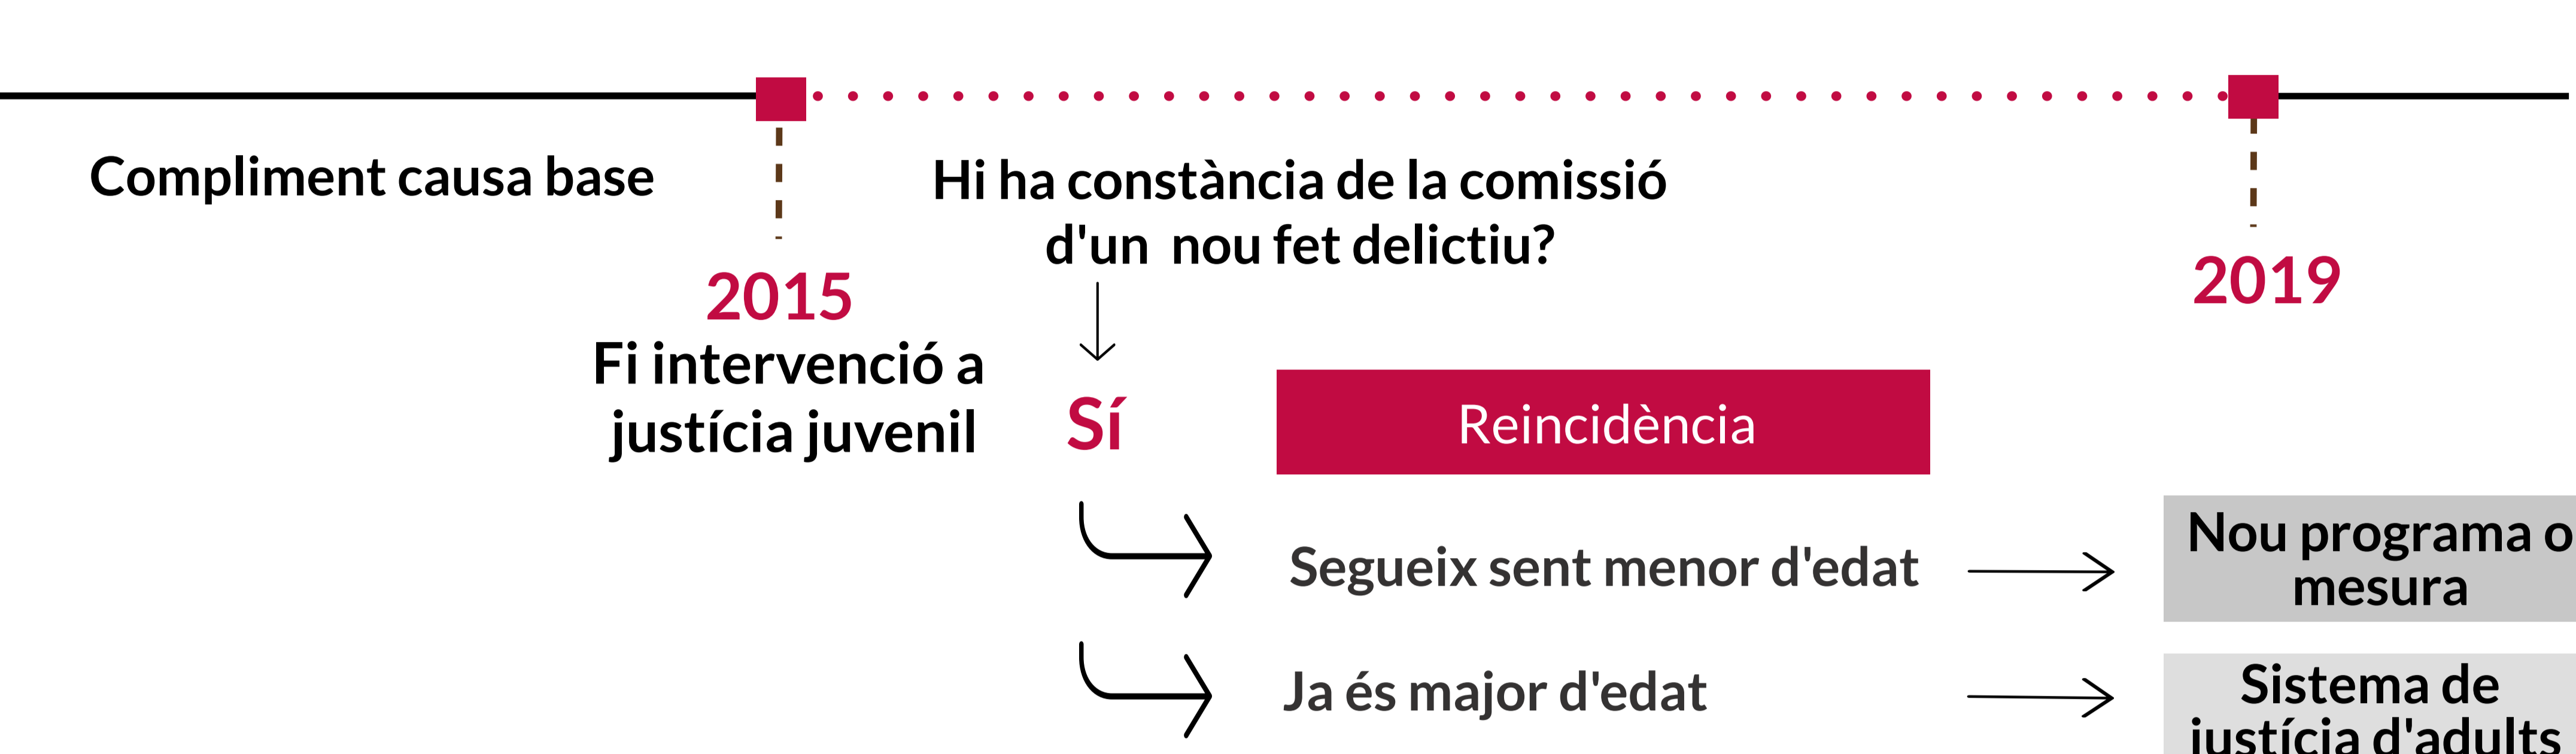 Compliment causa base
Hi ha constància de la comissió
d'un nou fet delictiu?
2015
2019
Fi intervenció a
justícia juvenil
Sí
Reincidència
Segueix sent menor d'edat
Nou programa o
mesura
Ja és major d'edat
Sistema de
justícia d'adults